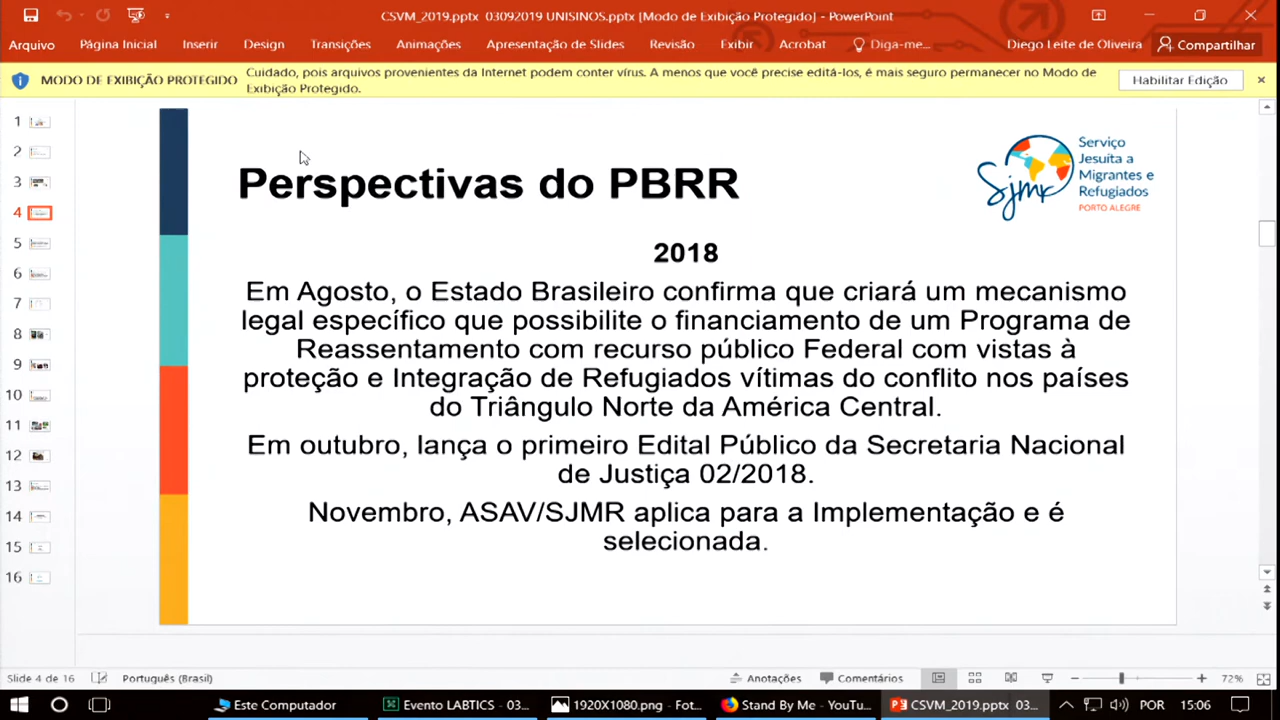 CSVM_2019.pptx 03092019 UNISINOS.pptx [Modo de Exibição Protegido] - PowerPoint
Arquivo Página Inicial Inserir Design Transições Animações Apresentação de Slides Revisão Exibir Acrobat Diga-me... Diego Leite de Oliveira Compartilhar
MODO DE EXIBIÇÃO PROTEGIDO Cuidado, pois arquivos provenientes da Internet podem conter vírus. A menos que você precise editá-los, é mais seguro permanecer no Modo de
Exibição Protegido.
Habilitar Edição
1
2
3
4
5
6
7
8
9
10
11
12
13
14
15
16
Perspectivas do PBRR
Sjmr
Serviço
Jesuíta a
Migrantes e
Refugiados
PORTO ALEGRE
2018
Em Agosto, o Estado Brasileiro confirma que criará um mecanismo
legal específico que possibilite o financiamento de um Programa de
Reassentamento com recurso público Federal com vistas à
proteção e Integração de Refugiados vítimas do conflito nos países
do Triângulo Norte da América Central.
Em outubro, lança o primeiro Edital Público da Secretaria Nacional
de Justiça 02/2018.
Novembro, ASAV/SJMR aplica para a Implementação e é
selecionada.
Slide 4 de 16 Português (Brasil) Anotações Comentários 72%
Este Computador Evento LABTICS - 03... 1920X1080.png - Fot... Stand By Me - YouTu... CSVM_2019.pptx 03... POR 15:06